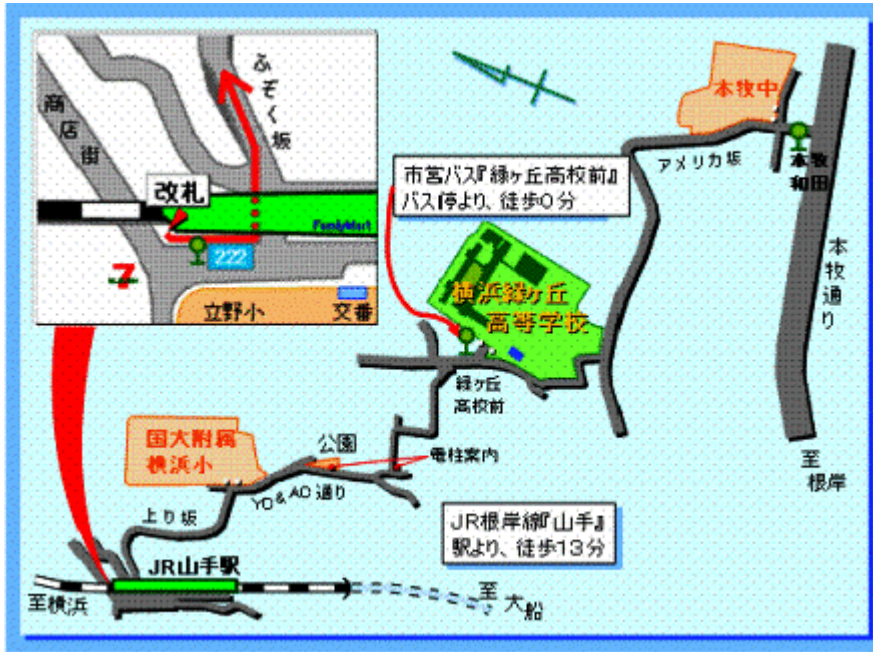 ふぞく坂
商店街
改札
FamilyMart
222
7
立野小
交番
本牧中
アメリカ坂
本牧
和田
本牧通り
至
根岸
市営バス『緑ヶ丘高校前』
バス停より、徒歩0分
横浜緑ヶ丘
高等学校
緑ヶ丘
高校前
国大附属
横浜小
公園
電柱案内
YC&AC通り
上り坂
JR根岸線『山手』
駅より、徒歩13分
JR山手駅
至横浜
至
大船